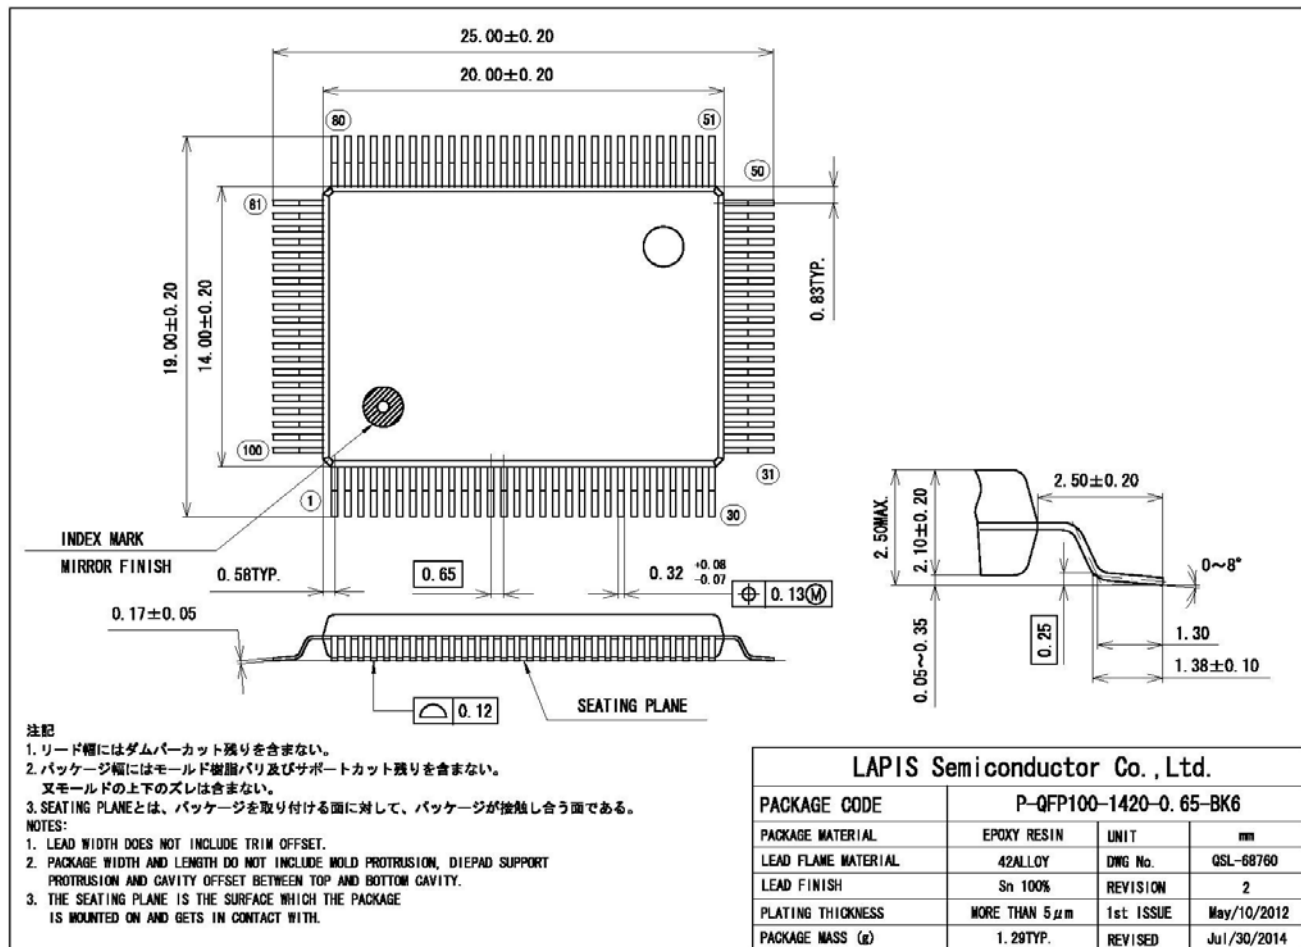 25.00±0.20
20.00±0.20
80
51
50
81
19.00±0.20
14.00±0.20
0.83TYP.
100
31
1
30
INDEX MARK
MIRROR FINISH
0.58TYP.
0.65
0.32 +0.08 -0.07
0.13Ⓜ
0.17±0.05
0.12
SEATING PLANE
2.50±0.20
2.50MAX.
2.10±0.20
0~8°
0.05~0.35
0.25
1.30
1.38±0.10
注記
1. リード幅にはダムバーカット残りを含まない。
2. パッケージ幅にはモールド樹脂バリ及びサポートカット残りを含まない。
又モールドの上下のズレは含まない。
3. SEATING PLANEとは、パッケージを取り付ける面に対して、パッケージが接触し合う面である。
NOTES:
1. LEAD WIDTH DOES NOT INCLUDE TRIM OFFSET.
2. PACKAGE WIDTH AND LENGTH DO NOT INCLUDE MOLD PROTRUSION, DIEPAD SUPPORT
PROTRUSION AND CAVITY OFFSET BETWEEN TOP AND BOTTOM CAVITY.
3. THE SEATING PLANE IS THE SURFACE WHICH THE PACKAGE
IS MOUNTED ON AND GETS IN CONTACT WITH.
LAPIS Semiconductor Co.,Ltd.
PACKAGE CODE P-QFP100-1420-0.65-BK6
PACKAGE MATERIAL EPOXY RESIN UNIT mm
LEAD FLAME MATERIAL 42ALLOY DWG No. QSL-68760
LEAD FINISH Sn 100% REVISION 2
PLATING THICKNESS MORE THAN 5μm 1st ISSUE May/10/2012
PACKAGE MASS (g) 1.29TYP. REVISED Jul/30/2014